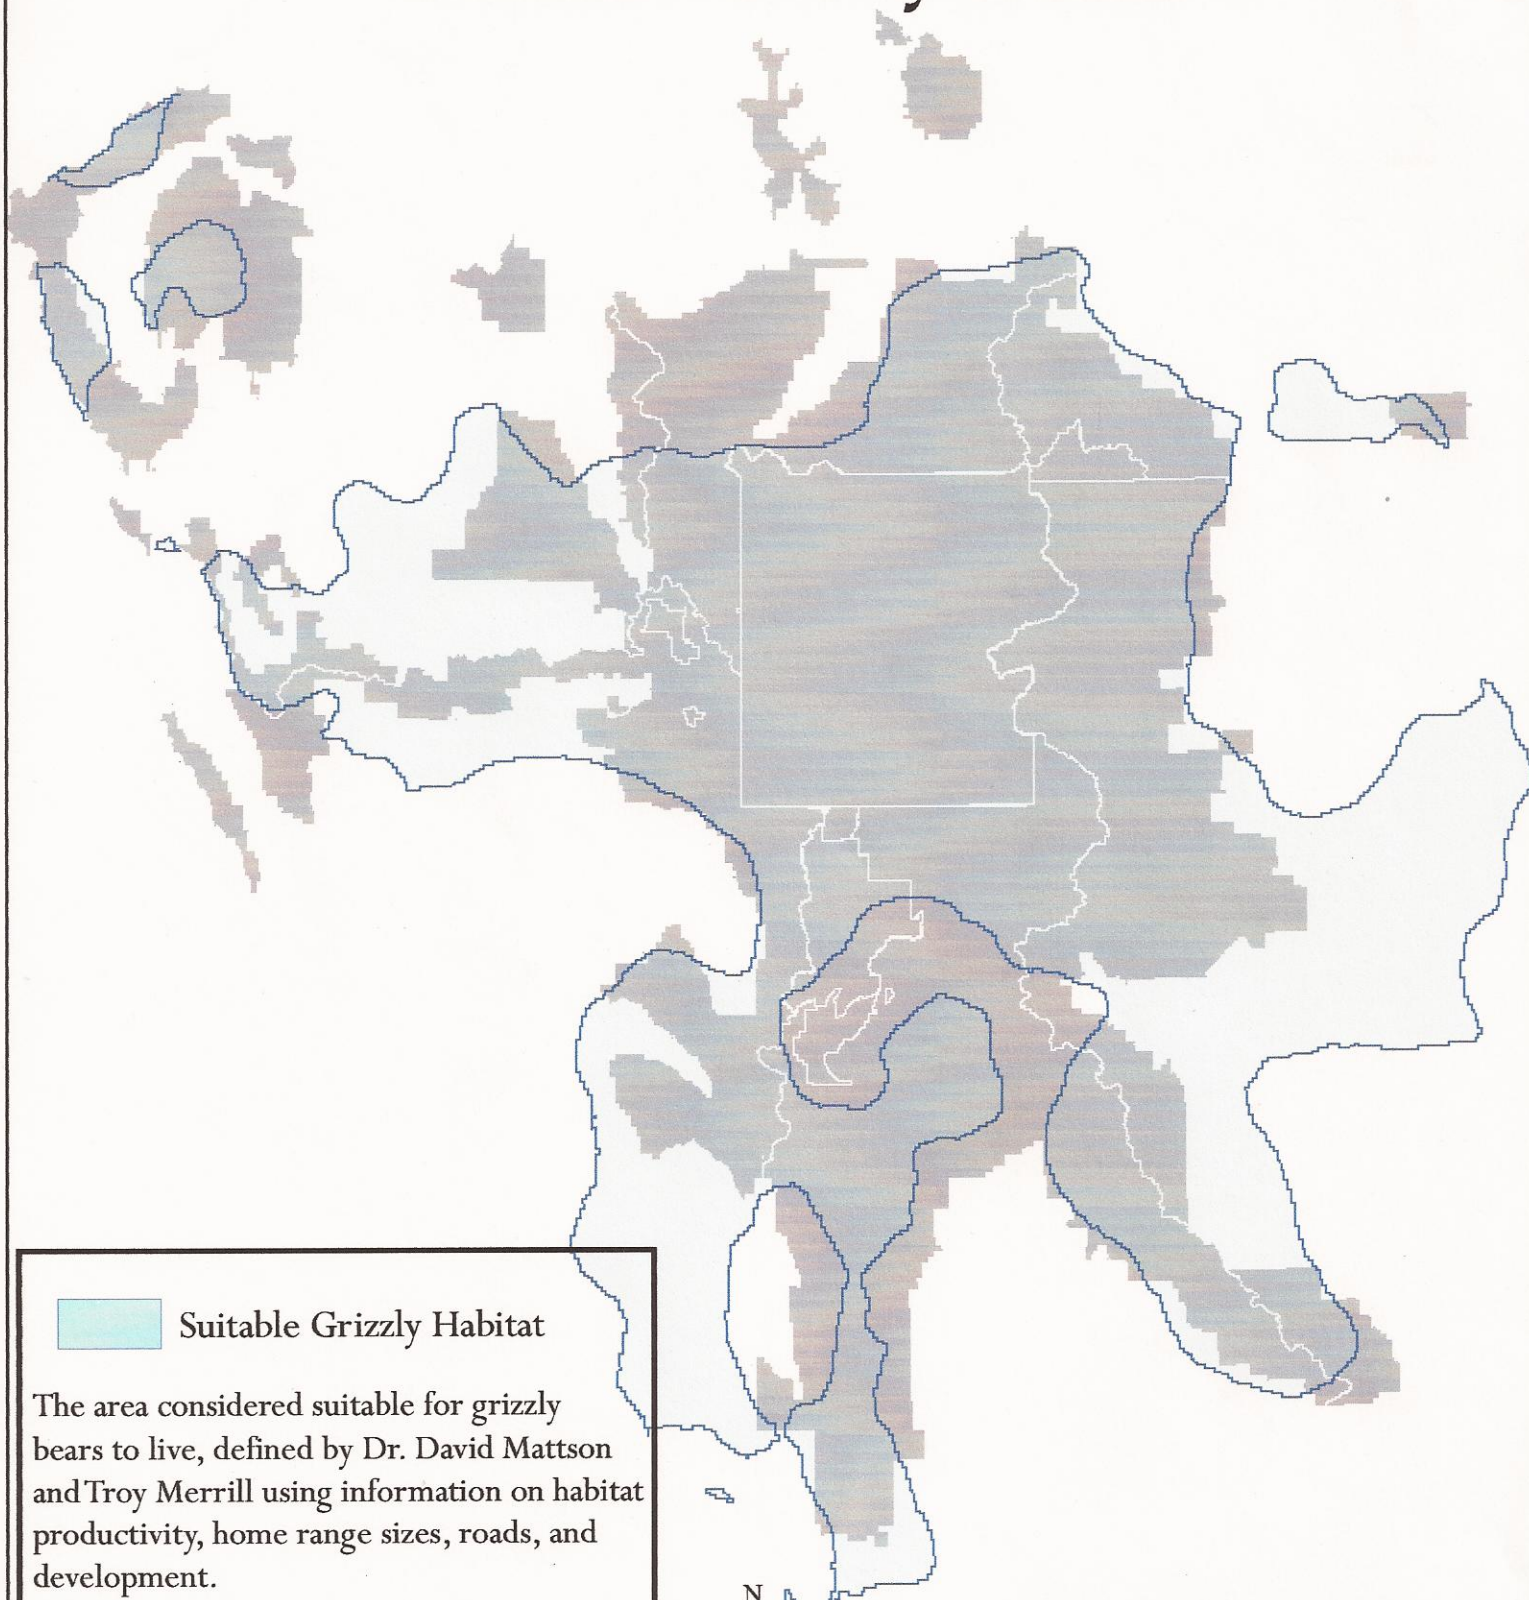 Suitable Grizzly Habitat
The area considered suitable for grizzly
bears to live, defined by Dr. David Mattson
and Troy Merrill using information on habitat
productivity, home range sizes, roads, and
development.
N